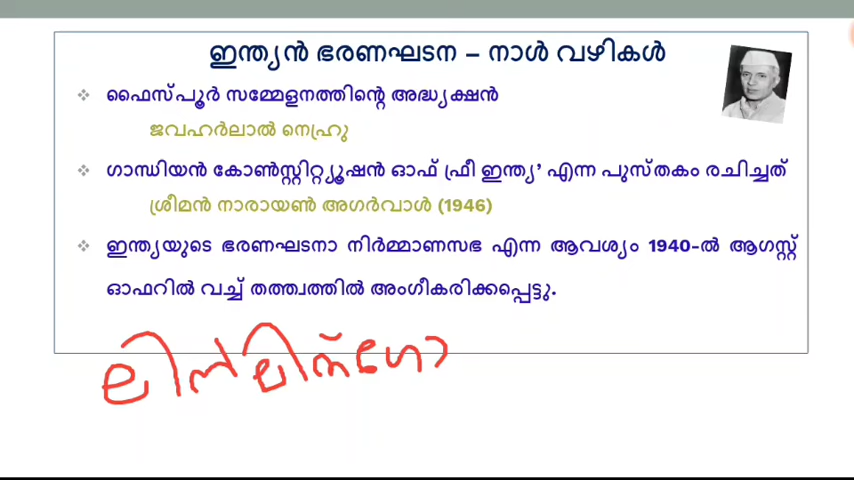 ഇന്ത്യൻ ഭരണഘടന – നാൾ വഴികൾ
ഫൈസ്പൂർ സമ്മേളനത്തിന്റെ അദ്ധ്യക്ഷൻ
ജവഹർലാൽ നെഹ്രു
ഗാന്ധിയൻ കോൺസ്റ്റിറ്റ്യൂഷൻ ഓഫ് ഫ്രീ ഇന്ത്യ’ എന്ന പുസ്തകം രചിച്ചത്
ശ്രീമൻ നാരായൺ അഗർവാൾ (1946)
ഇന്ത്യയുടെ ഭരണഘടനാ നിർമ്മാണസഭ എന്ന ആവശ്യം 1940-ൽ ആഗസ്റ്റ്
ഓഫറിൽ വച്ച് തത്ത്വത്തിൽ അംഗീകരിക്കപ്പെട്ടു.
ലിൻലിത്ഗോ